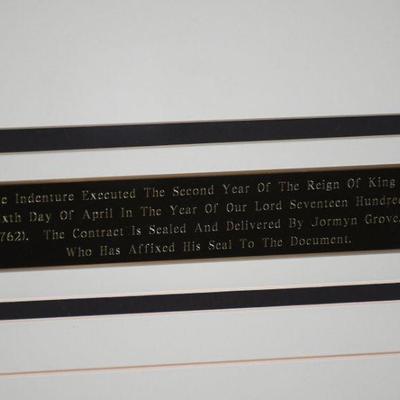 Indenture Executed The Second Year Of The Reign Of King
Day Of April In The Year Of Our Lord Seventeen Hundred
762). The Contract Is Sealed And Delivered By Jormyn Grove,
Who Has Affixed His Seal To The Document.